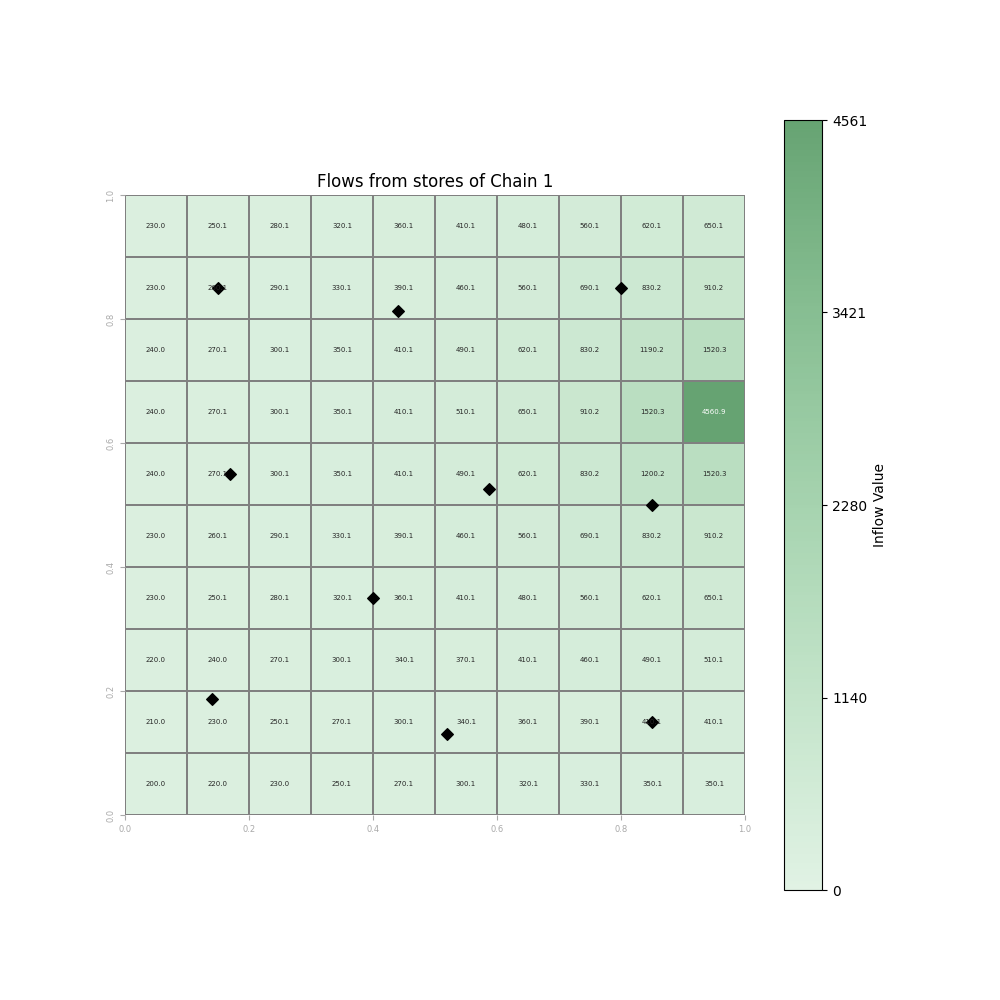 Flows from stores of Chain 1
1.0
230.0 250.1 280.1 320.1 360.1 410.1 480.1 560.1 620.1 650.1
230.0 290.1 330.1 390.1 460.1 560.1 690.1 830.2 910.2
0.8
240.0 270.1 300.1 350.1 410.1 490.1 620.1 830.2 1190.2 1520.3
240.0 270.1 300.1 350.1 410.1 510.1 650.1 910.2 1520.3 4560.9
0.6
240.0 270.1 300.1 350.1 410.1 490.1 620.1 830.2 1200.2 1520.3
230.0 260.1 290.1 330.1 390.1 460.1 560.1 690.1 830.2 910.2
0.4
230.0 250.1 280.1 320.1 360.1 410.1 480.1 560.1 620.1 650.1
220.0 240.0 270.1 300.1 340.1 370.1 410.1 460.1 490.1 510.1
0.2
210.0 230.0 250.1 270.1 300.1 340.1 360.1 390.1 410.1
200.0 220.0 230.0 250.1 270.1 300.1 320.1 330.1 350.1 350.1
0.0
0.0 0.2 0.4 0.6 0.8 1.0
4561
3421
2280
1140
0
Inflow Value